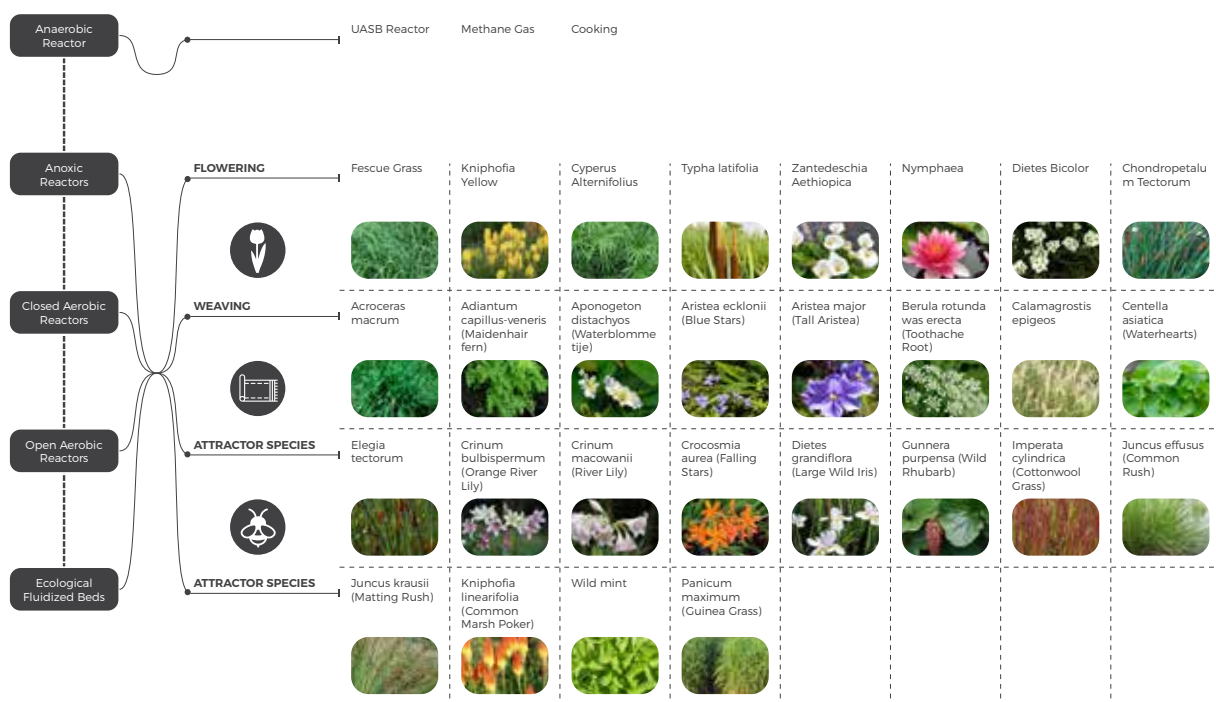 Anaerobic
Reactor
UASB Reactor
Methane Gas
Cooking
Anoxic
Reactors
FLOWERING
Fescue Grass
Kniphofia
Yellow
Cyperus
Alternifolius
Typha latifolia
Zantedeschia
Aethiopica
Nymphaea
Dietes Bicolor
Chondropetalu
m Tectorum
Closed Aerobic
Reactors
WEAVING
Acroceras
macrum
Adiantum
capillus-veneris
(Maidenhair
fern)
Aponogeton
distachyos
(Waterblomme
tije)
Aristea ecklonii
(Blue Stars)
Aristea major
(Tall Aristea)
Berula rotunda
was erecta
(Toothache
Root)
Calamagrostis
epigeos
Centella
asiatica
(Waterhearts)
Open Aerobic
Reactors
ATTRACTOR SPECIES
Elegia
tectorum
Crinum
bulbispermum
(Orange River
Lily)
Crinum
macowanii
(River Lily)
Crocosmia
aurea (Falling
Stars)
Dietes
grandiflora
(Large Wild Iris)
Gunnera
purpensa (Wild
Rhubarb)
Imperata
cylindrica
(Cottonwool
Grass)
Juncus effusus
(Common
Rush)
Ecological
Fluidized Beds
ATTRACTOR SPECIES
Juncus krausii
(Matting Rush)
Kniphofia
linearifolia
(Common
Marsh Poker)
Wild mint
Panicum
maximum
(Guinea Grass)